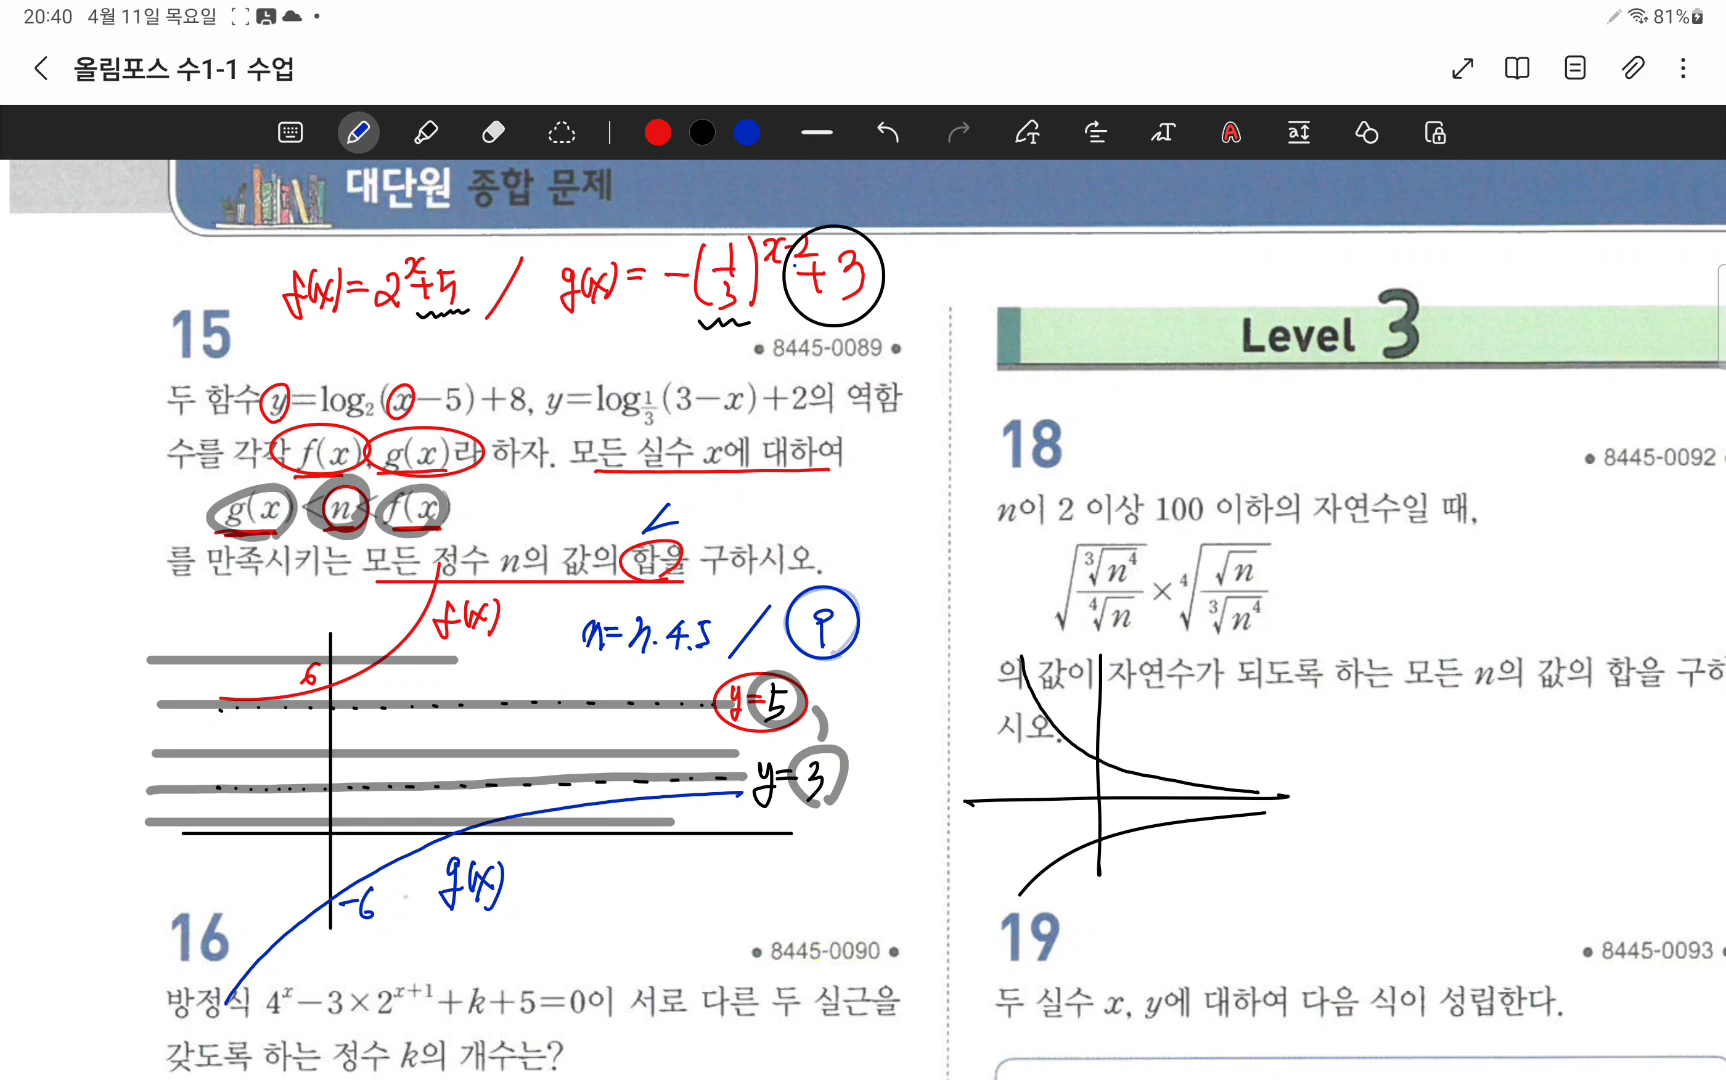 20:40 4월 11일 목요일
81%
올림포스 수1-1 수업
대단원 종합 문제
f(x)=2^x+5 / g(x)=-(1/3)^(x-2)+3
15
8445-0089
두 함수 y=log₂(x-5)+8, y=log_{1/3}(3-x)+2의 역함
수를 각각 f(x), g(x)라 하자. 모든 실수 x에 대하여
g(x)<n<f(x)
를 만족시키는 모든 정수 n의 값의 합을 구하시오.
f(x)
n=3.4.5 /
6
y=5
y=3
g(x)
-6
16
8445-0090
방정식 4^x-3×2^{x+1}+k+5=0이 서로 다른 두 실근을
갖도록 하는 정수 k의 개수는?
Level 3
18
8445-0092
n이 2 이상 100 이하의 자연수일 때,
√(∛n⁴/∜n)×∜(√n/∛n⁴)
의 값이 자연수가 되도록 하는 모든 n의 값의 합을 구하
시오.
19
8445-0093
두 실수 x, y에 대하여 다음 식이 성립한다.